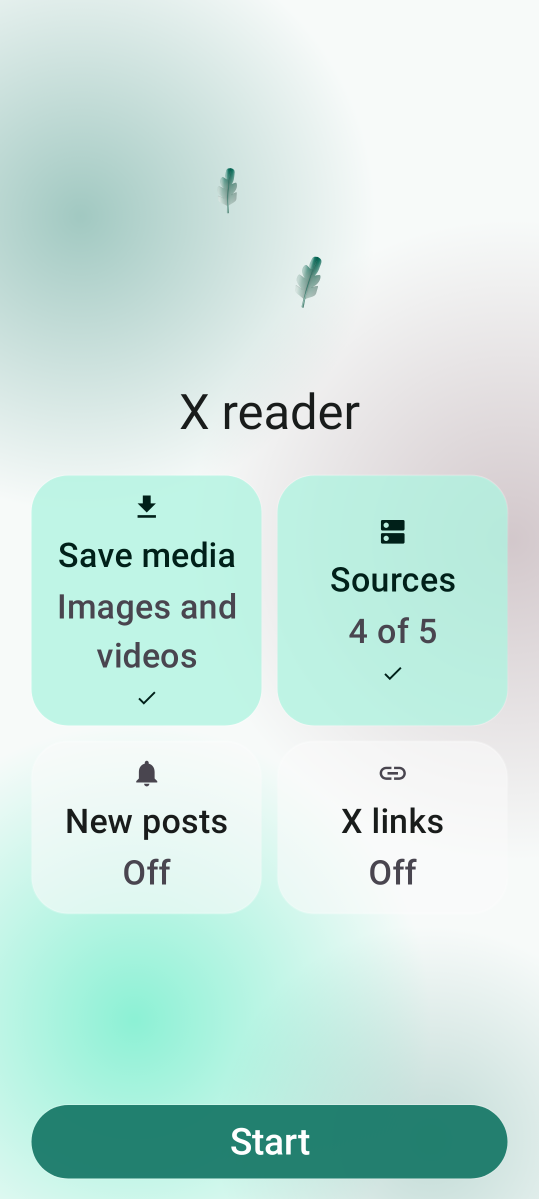 X reader
Save media
Images and
videos
Sources
4 of 5
New posts
Off
X links
Off
Start